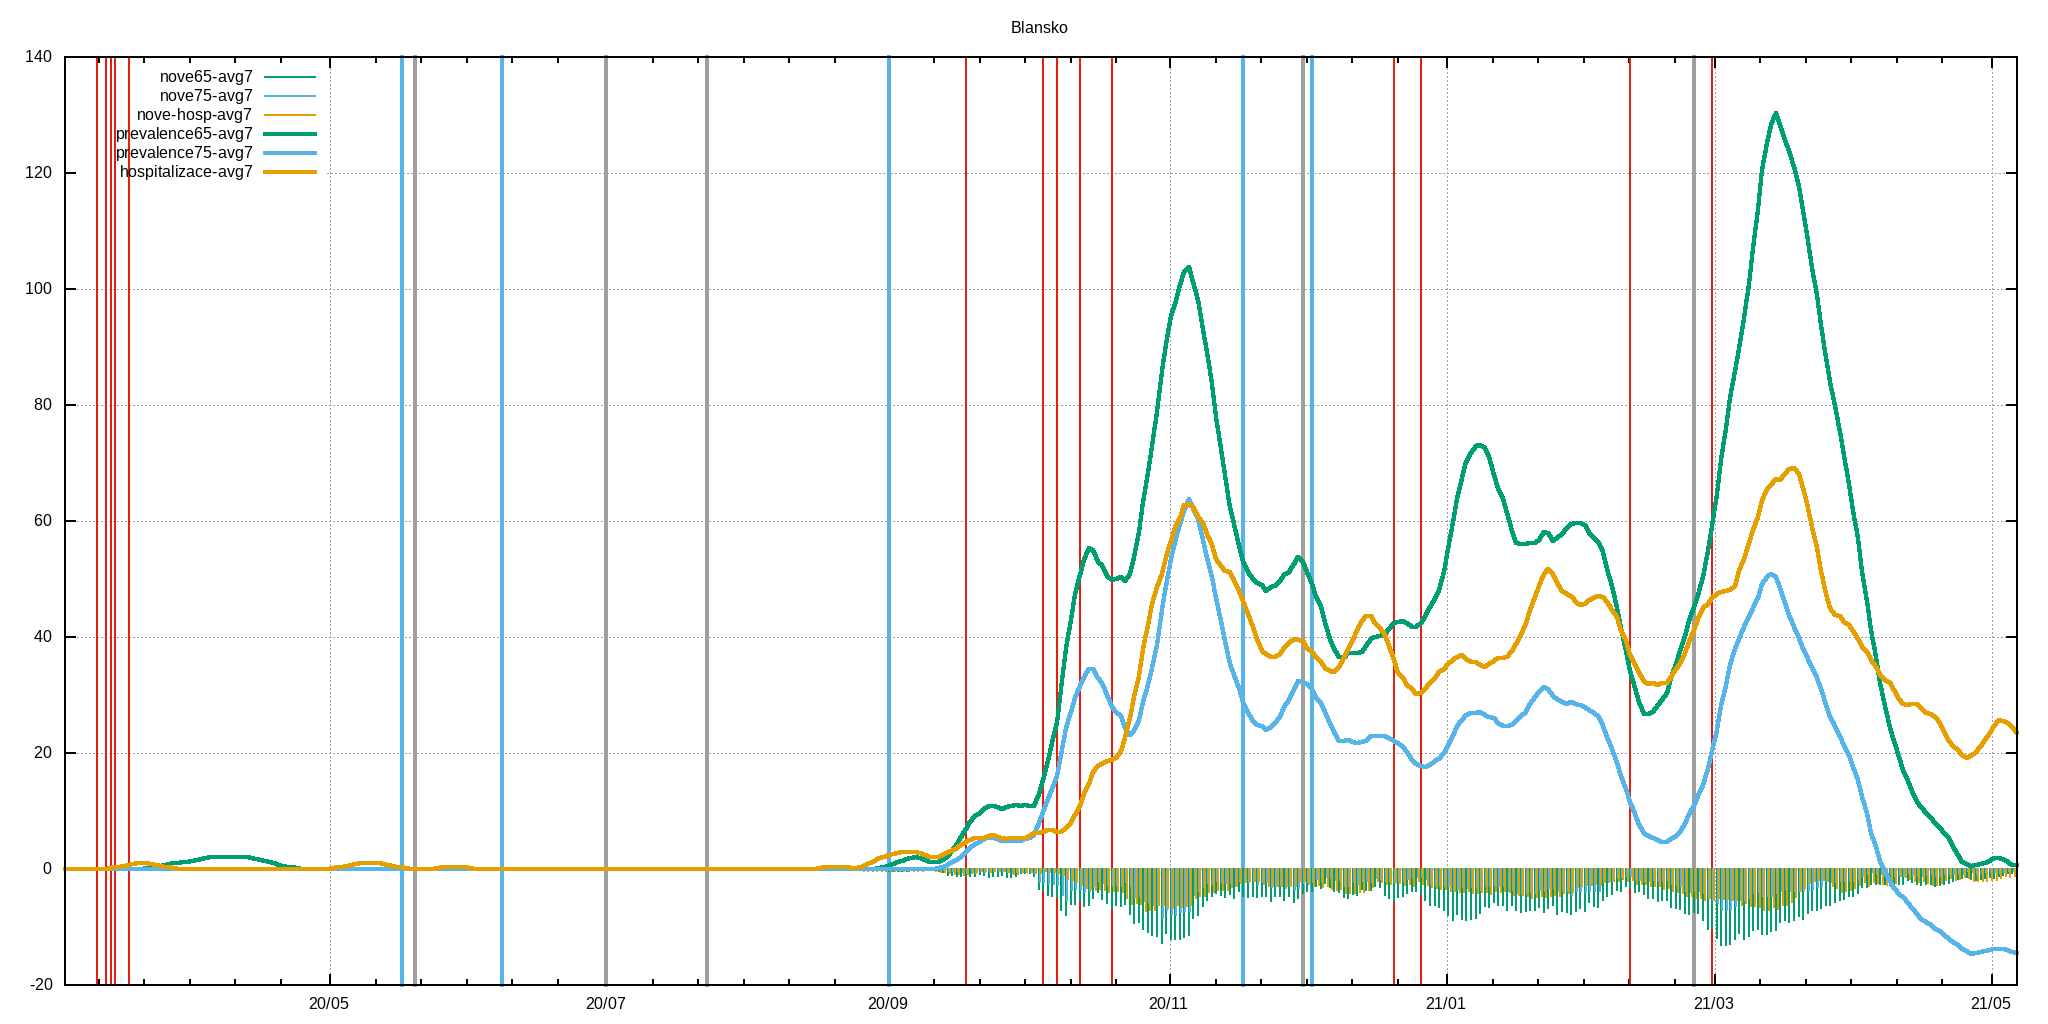 Blansko
140
120
100
80
60
40
20
0
-20
nove65-avg7
nove75-avg7
nove-hosp-avg7
prevalence65-avg7
prevalence75-avg7
hospitalizace-avg7
20/05 20/07 20/09 20/11 21/01 21/03 21/05